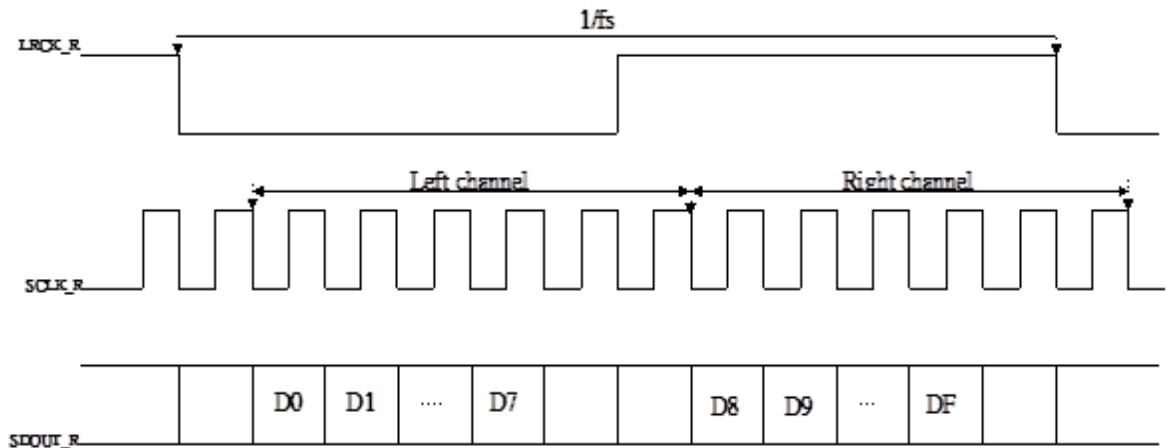 1/fs
LRCK_R
Left channel
Right channel
SCLK_R
D0 D1 .... D7 D8 D9 ... DF
SDOUT_R